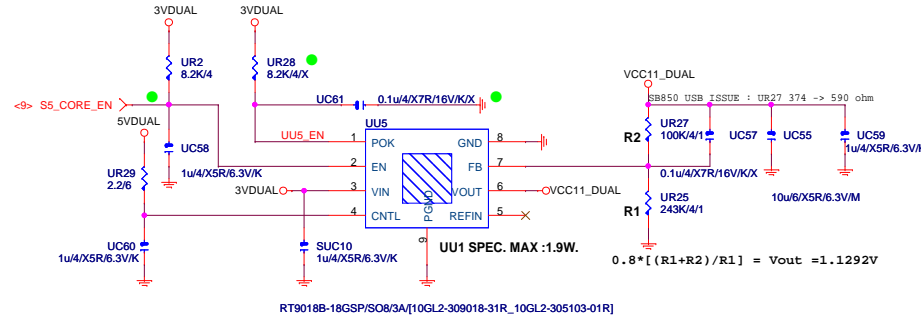 3VDUAL
3VDUAL
UR2
8.2K/4
UR28
8.2K/4/X
VCC11_DUAL
<9> S5_CORE_EN
UC61
0.1u/4/X7R/16V/K/X
SB850 USB ISSUE : UR27 374 -> 590 ohm
5VDUAL
UU5
UC58
1u/4/X5R/6.3V/K
UU5_EN
1
POK
GND
8
R2
UR27
100K/4/1
UC57
UC55
UC59
1u/4/X5R/6.3V/K
2
EN
FB
7
0.1u/4/X7R/16V/K/X
UR29
2.2/6
3VDUAL
3
VIN
VOUT
6
VCC11_DUAL
4
CNTL
REFIN
5
PGND
9
R1
UR25
243K/4/1
10u/6/X5R/6.3V/M
UC60
1u/4/X5R/6.3V/K
SUC10
1u/4/X5R/6.3V/K
UU1 SPEC. MAX :1.9W.
0.8*[(R1+R2)/R1] = Vout =1.1292V
RT9018B-18GSP/SO8/3A/[10GL2-309018-31R_10GL2-305103-01R]